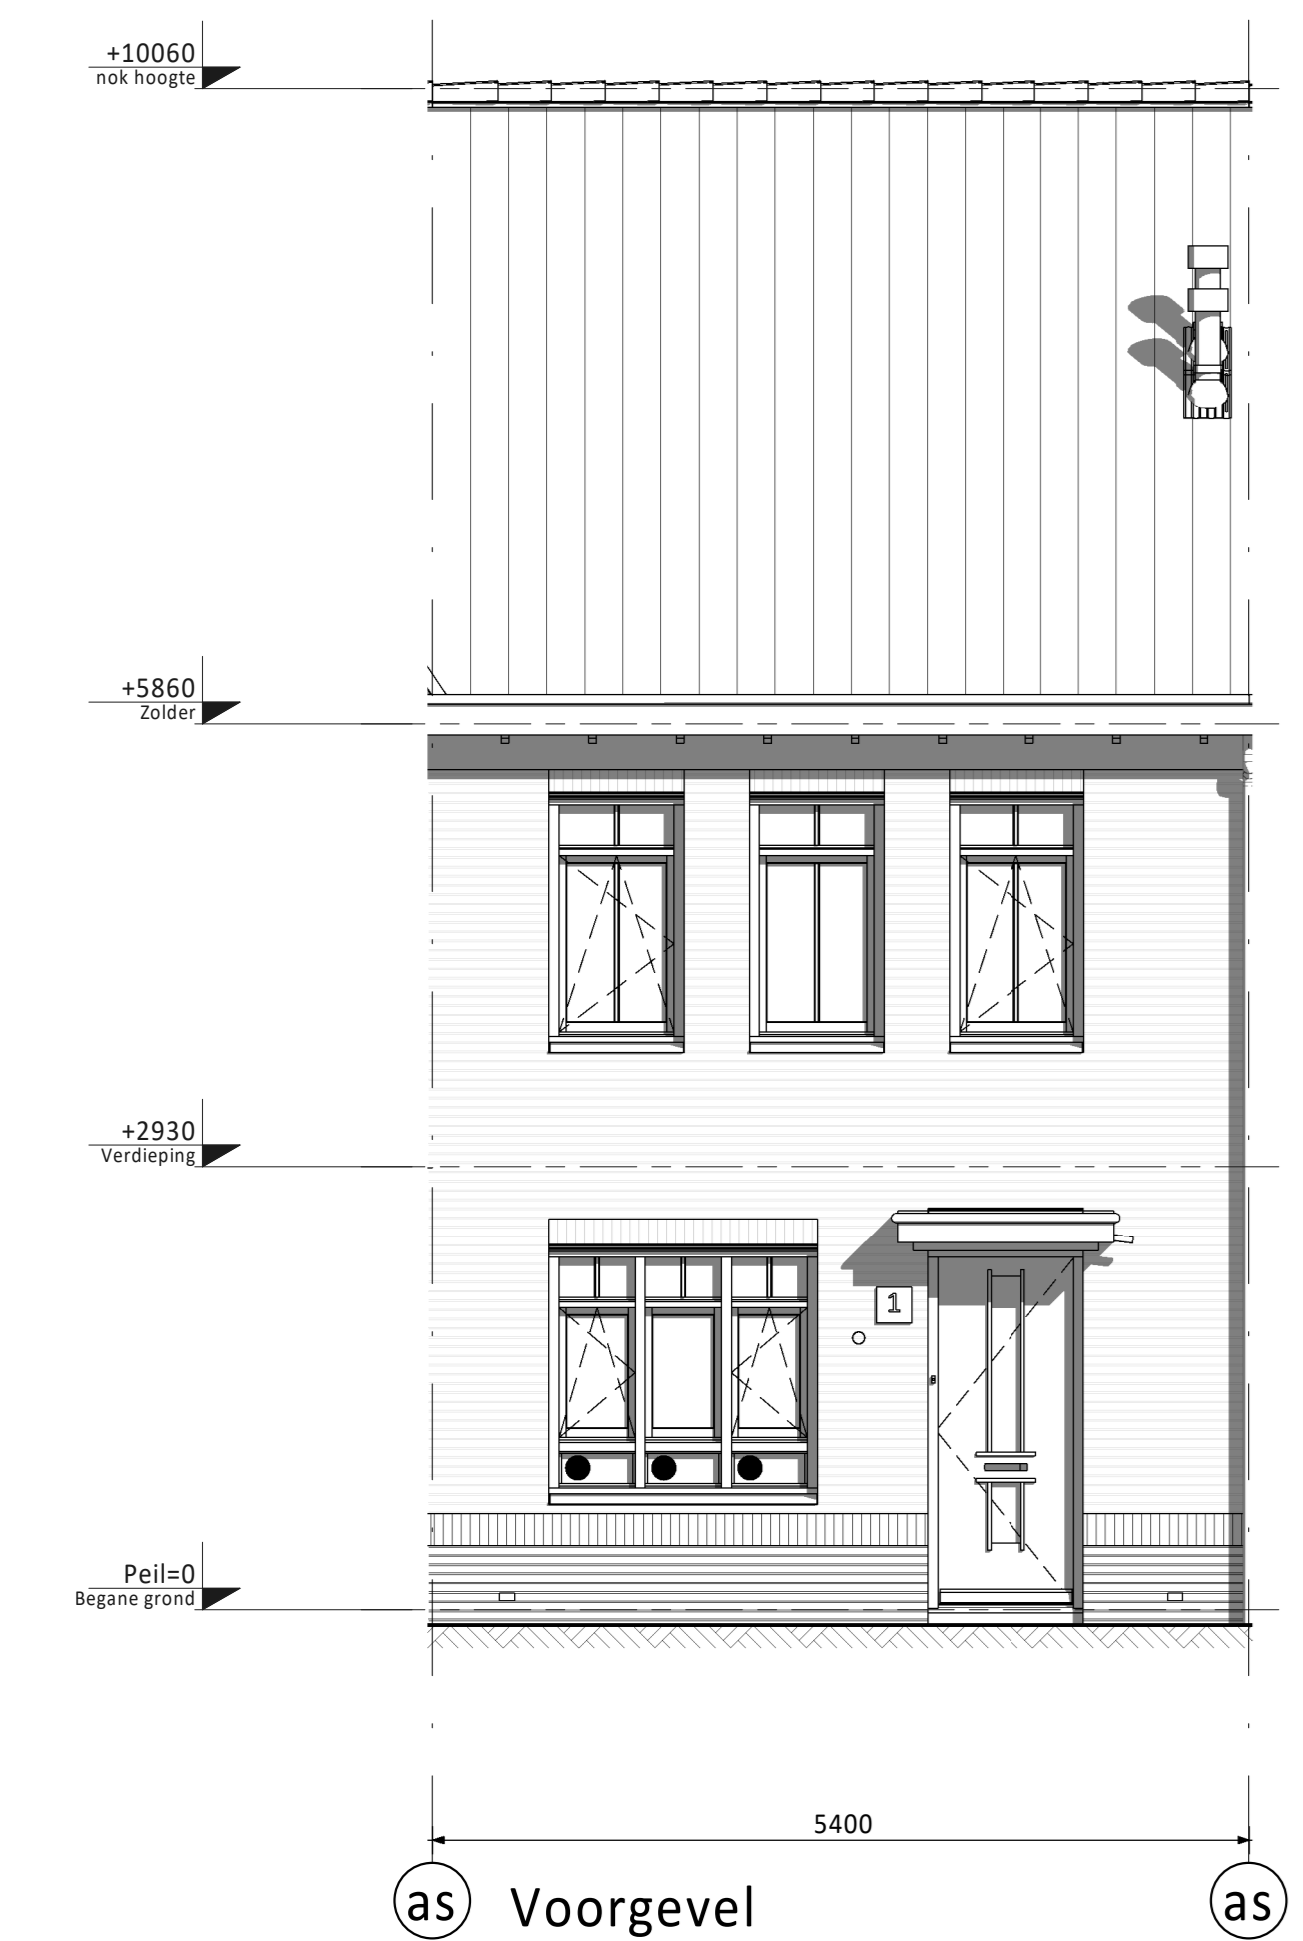 +10060
nok hoogte
+5860
Zolder
+2930
Verdieping
1
Peil=0
Begane grond
5400
as Voorgevel as